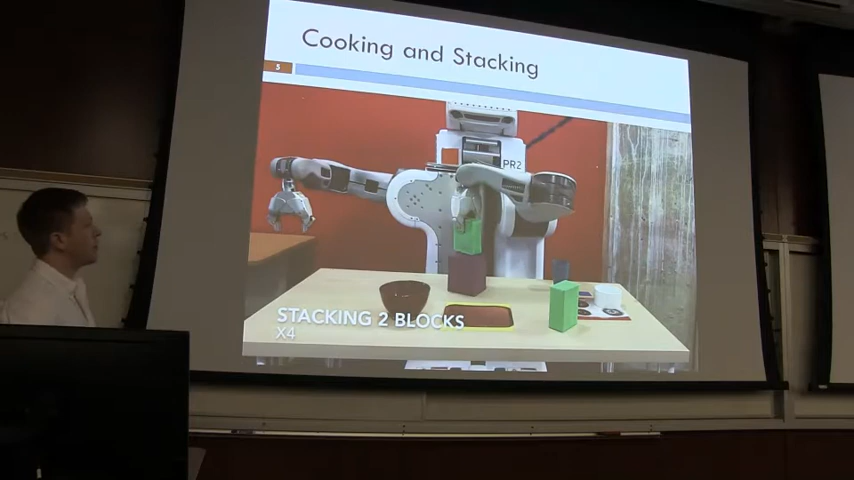 Cooking and Stacking
5
PR2
STACKING 2 BLOCKS
X4